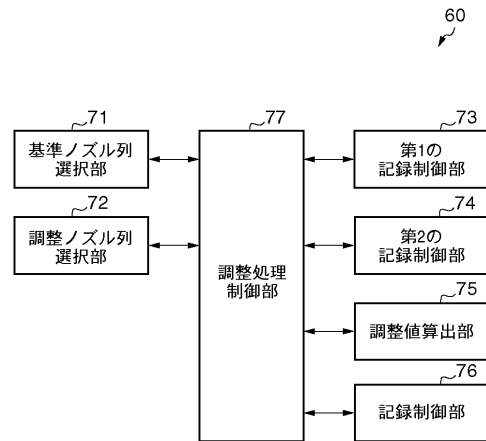 60
71
基準ノズル列
選択部
72
調整ノズル列
選択部
77
調整処理
制御部
73
第1の
記録制御部
74
第2の
記録制御部
75
調整値算出部
76
記録制御部